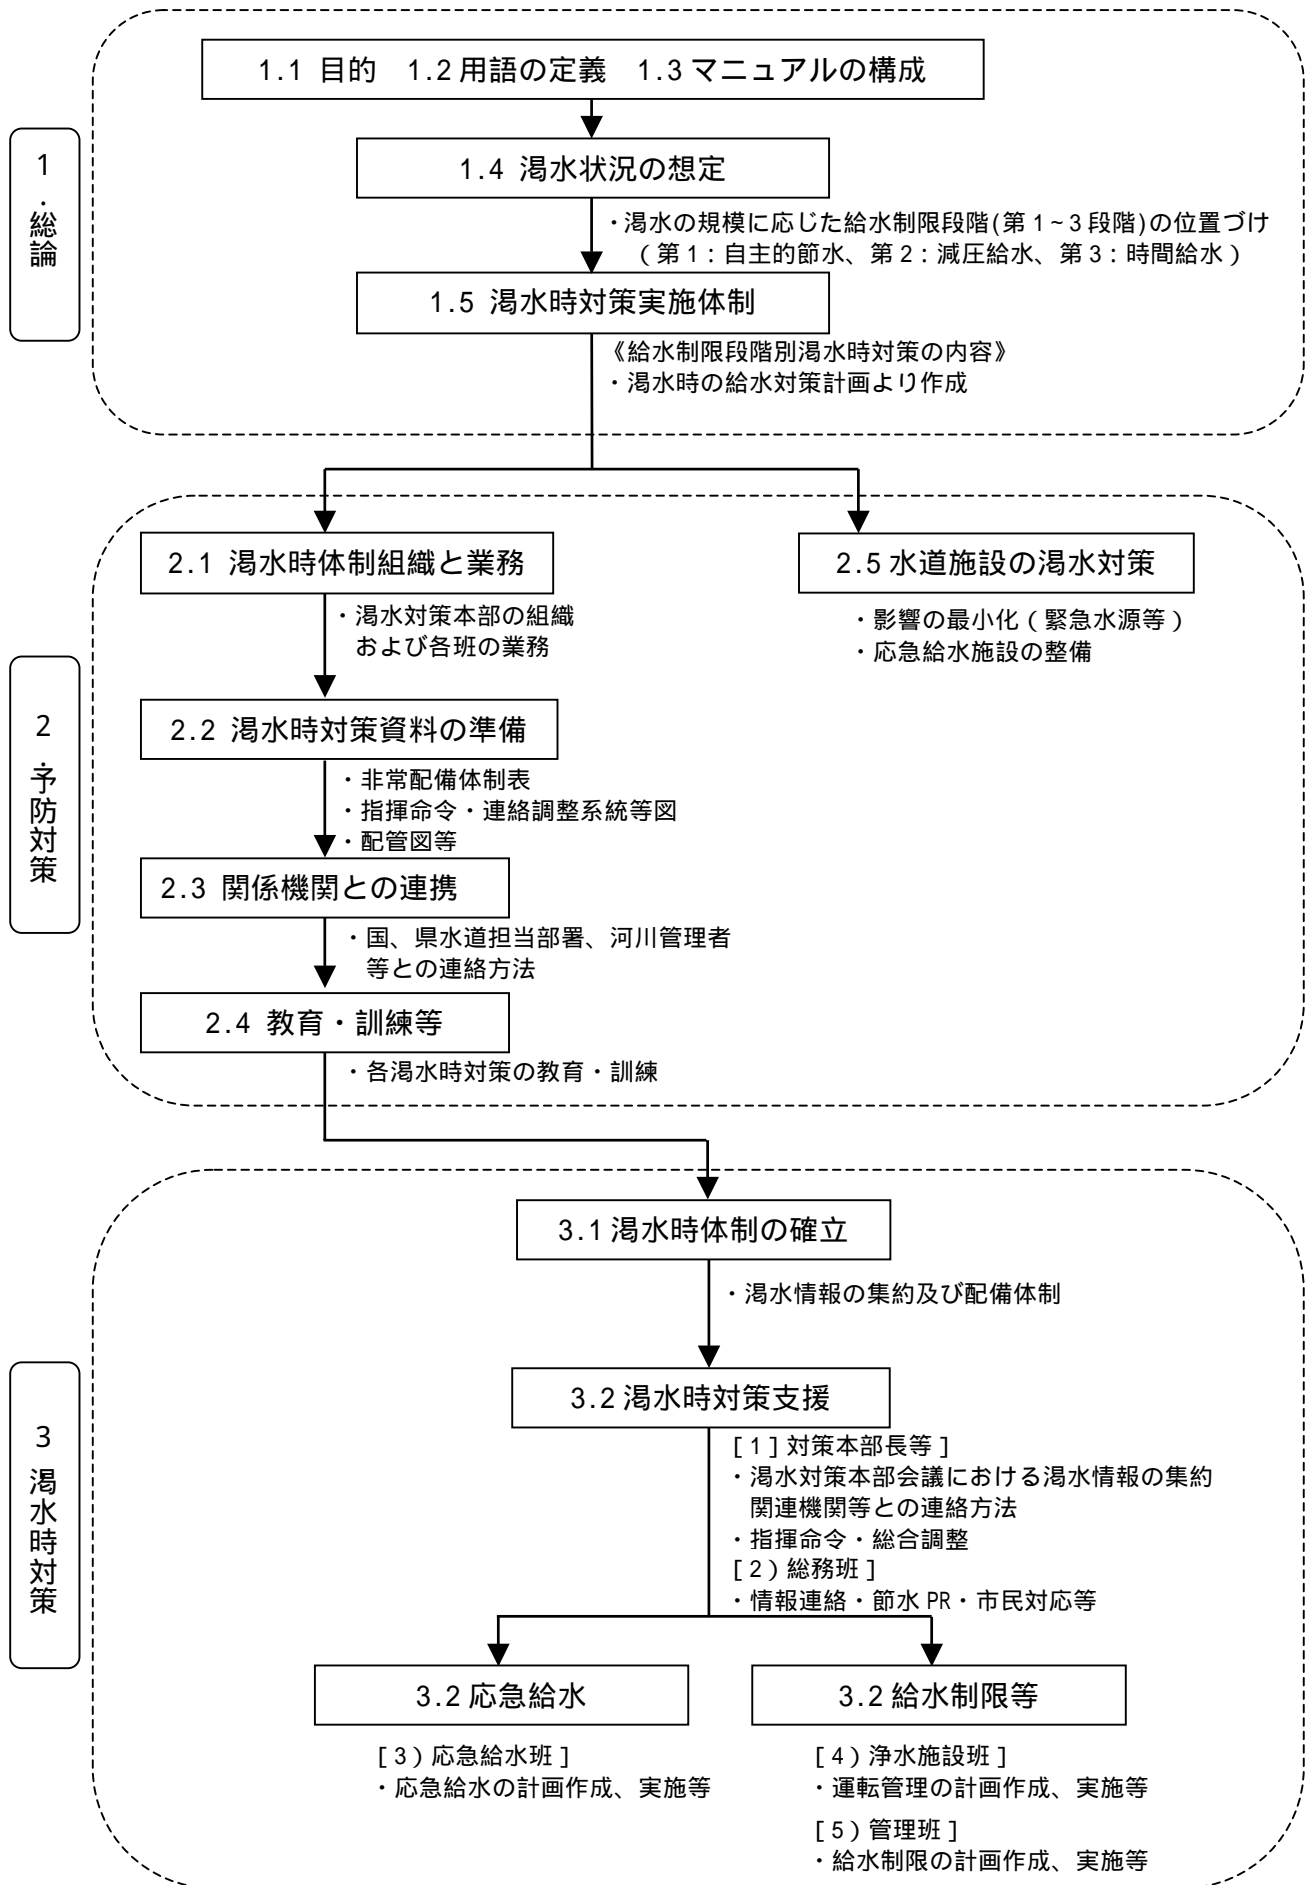 1.1 目的　1.2 用語の定義　1.3 マニュアルの構成
1.4 渇水状況の想定
・渇水の規模に応じた給水制限段階(第1~3段階)の位置づけ
（第1：自主的節水、第2：減圧給水、第3：時間給水）
1.5 渇水時対策実施体制
《給水制限段階別渇水時対策の内容》
・渇水時の給水対策計画より作成
1．総論
2.1 渇水時体制組織と業務
・渇水対策本部の組織
および各班の業務
2.5 水道施設の渇水対策
・影響の最小化（緊急水源等）
・応急給水施設の整備
2.2 渇水時対策資料の準備
・非常配備体制表
・指揮命令・連絡調整系統等図
・配管図等
2.3 関係機関との連携
・国、県水道担当部署、河川管理者
等との連絡方法
2.4 教育・訓練等
・各渇水時対策の教育・訓練
2．予防対策
3.1 渇水時体制の確立
・渇水情報の集約及び配備体制
3.2 渇水時対策支援
[1] 対策本部長等]
・渇水対策本部会議における渇水情報の集約
関連機関等との連絡方法
・指揮命令・総合調整
[2）総務班]
・情報連絡・節水PR・市民対応等
3 渇水時対策
3.2 応急給水
[3）応急給水班]
・応急給水の計画作成、実施等
3.2 給水制限等
[4）浄水施設班]
・運転管理の計画作成、実施等
[5）管理班]
・給水制限の計画作成、実施等